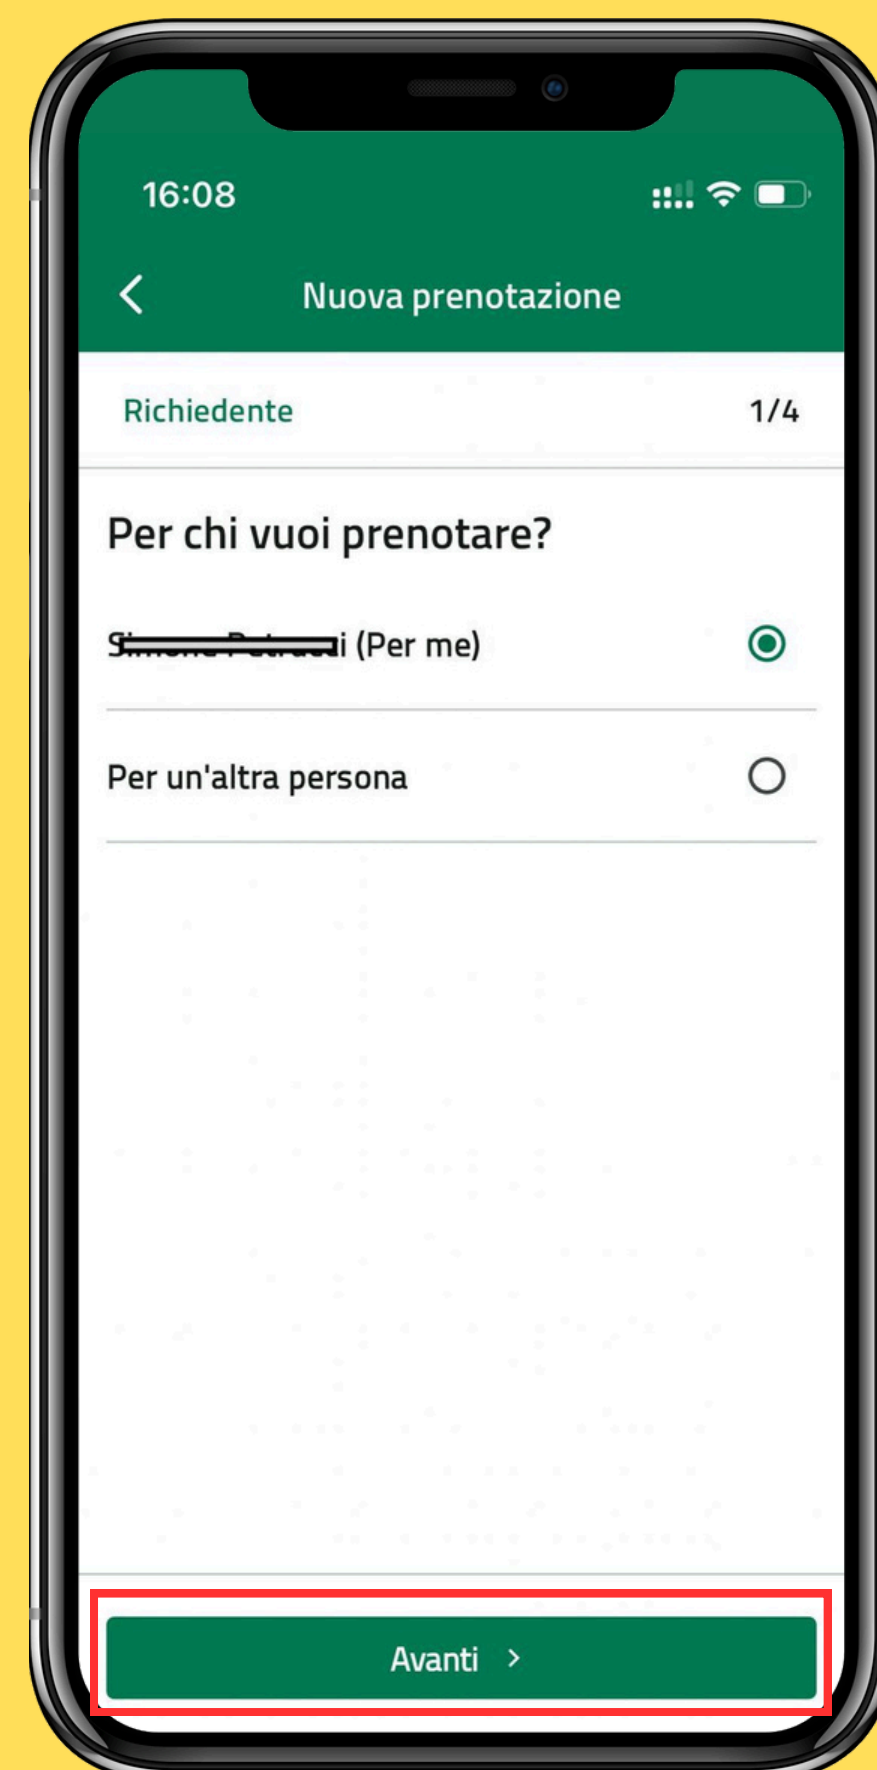 16:08
Nuova prenotazione
Richiedente 1/4
Per chi vuoi prenotare?
(Per me)
Per un'altra persona
Avanti >